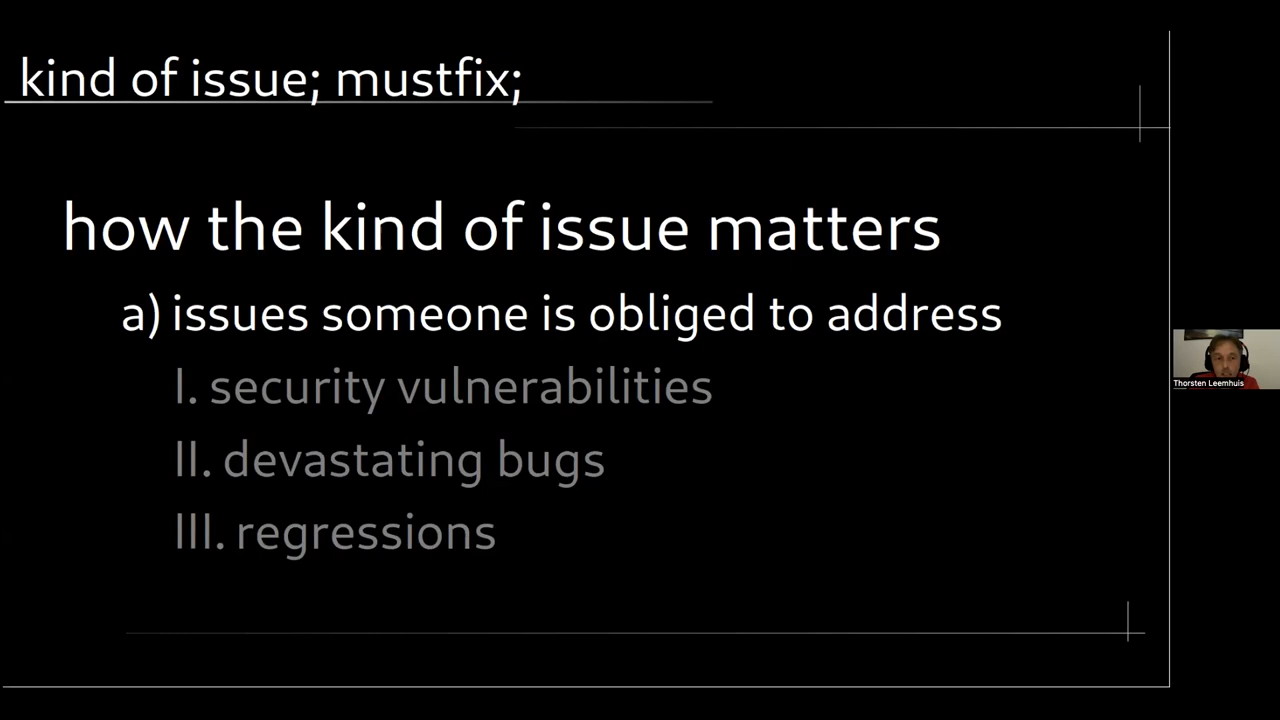 kind of issue; mustfix;
how the kind of issue matters
a) issues someone is obliged to address
I. security vulnerabilities
II. devastating bugs
III. regressions
Thorsten Leemhuis